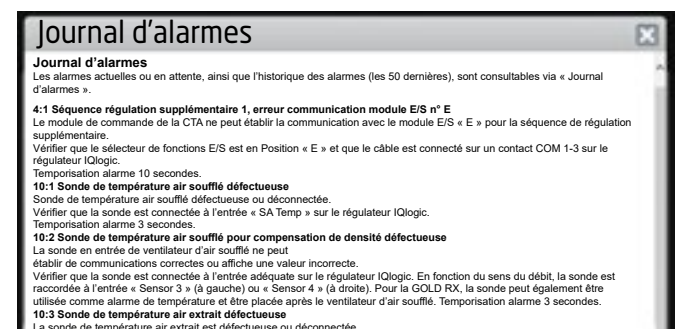 Journal d'alarmes
Journal d'alarmes
Les alarmes actuelles ou en attente, ainsi que l'historique des alarmes (les 50 dernières), sont consultables via « Journal
d'alarmes ».
4:1 Séquence régulation supplémentaire 1, erreur communication module E/S n° E
Le module de commande de la CTA ne peut établir la communication avec le module E/S « E » pour la séquence de régulation
supplémentaire.
Vérifier que le sélecteur de fonctions E/S est en Position « E » et que le câble est connecté sur un contact COM 1-3 sur le
régulateur IQlogic.
Temporisation alarme 10 secondes.
10:1 Sonde de température air soufflé défectueuse
Sonde de température air soufflé défectueuse ou déconnectée.
Vérifier que la sonde est connectée à l'entrée « SA Temp » sur le régulateur IQlogic.
Temporisation alarme 3 secondes.
10:2 Sonde de température air soufflé pour compensation de densité défectueuse
La sonde en entrée de ventilateur d'air soufflé ne peut
établir de communications correctes ou affiche une valeur incorrecte.
Vérifier que la sonde est connectée à l'entrée adéquate sur le régulateur IQlogic. En fonction du sens du débit, la sonde est
raccordée à l'entrée « Sensor 3 » (à gauche) ou « Sensor 4 » (à droite). Pour la GOLD RX, la sonde peut également être
utilisée comme alarme de température et être placée après le ventilateur d'air soufflé. Temporisation alarme 3 secondes.
10:3 Sonde de température air extrait défectueuse
La sonde de température air extrait est défectueuse ou déconnectée.